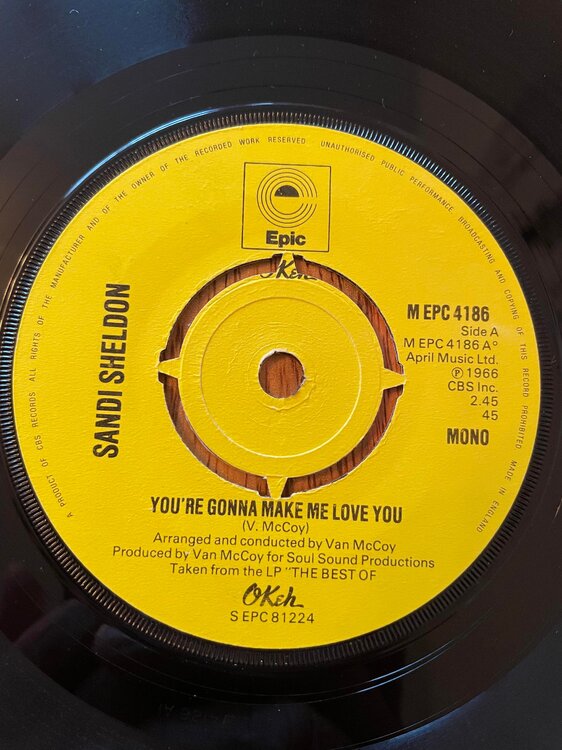 A PRODUCT OF CBS RECORDS ALL RIGHTS OF THE MANUFACTURER AND OF THE OWNER OF THE RECORDED WORK RESERVED UNAUTHORISED PUBLIC PERFORMANCE BROADCASTING AND COPYING OF THIS RECORD PROHIBITED MADE IN ENGLAND
Epic
OKeh
SANDI SHELDON
M EPC 4186
Side A
M EPC 4186 A°
April Music Ltd.
Ⓟ 1966
CBS Inc.
2.45
45
MONO
YOU'RE GONNA MAKE ME LOVE YOU
(V. McCoy)
Arranged and conducted by Van McCoy
Produced by Van McCoy for Soul Sound Productions
Taken from the LP "THE BEST OF
OKeh
S EPC 81224